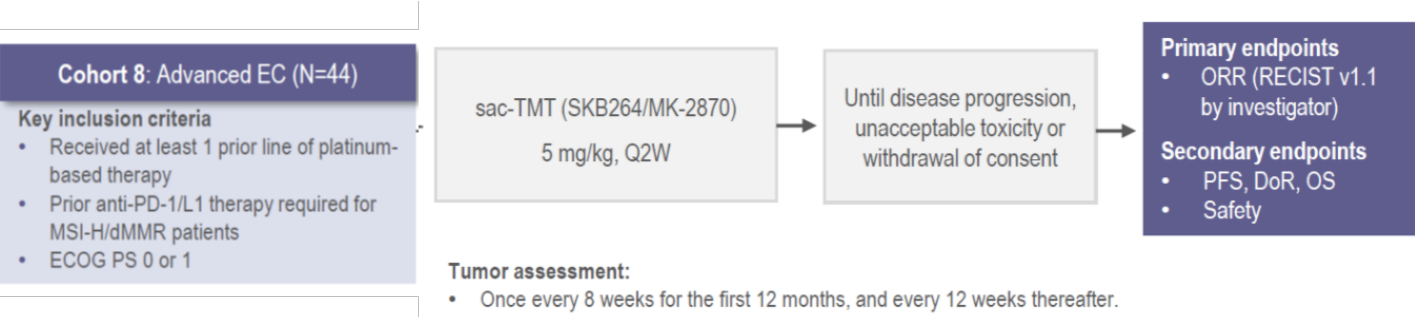 Cohort 8: Advanced EC (N=44)
Key inclusion criteria
• Received at least 1 prior line of platinum-
based therapy
• Prior anti-PD-1/L1 therapy required for
MSI-H/dMMR patients
• ECOG PS 0 or 1
sac-TMT (SKB264/MK-2870)
5 mg/kg, Q2W
Until disease progression,
unacceptable toxicity or
withdrawal of consent
Primary endpoints
• ORR (RECIST v1.1
by investigator)
Secondary endpoints
• PFS, DoR, OS
• Safety
Tumor assessment:
• Once every 8 weeks for the first 12 months, and every 12 weeks thereafter.